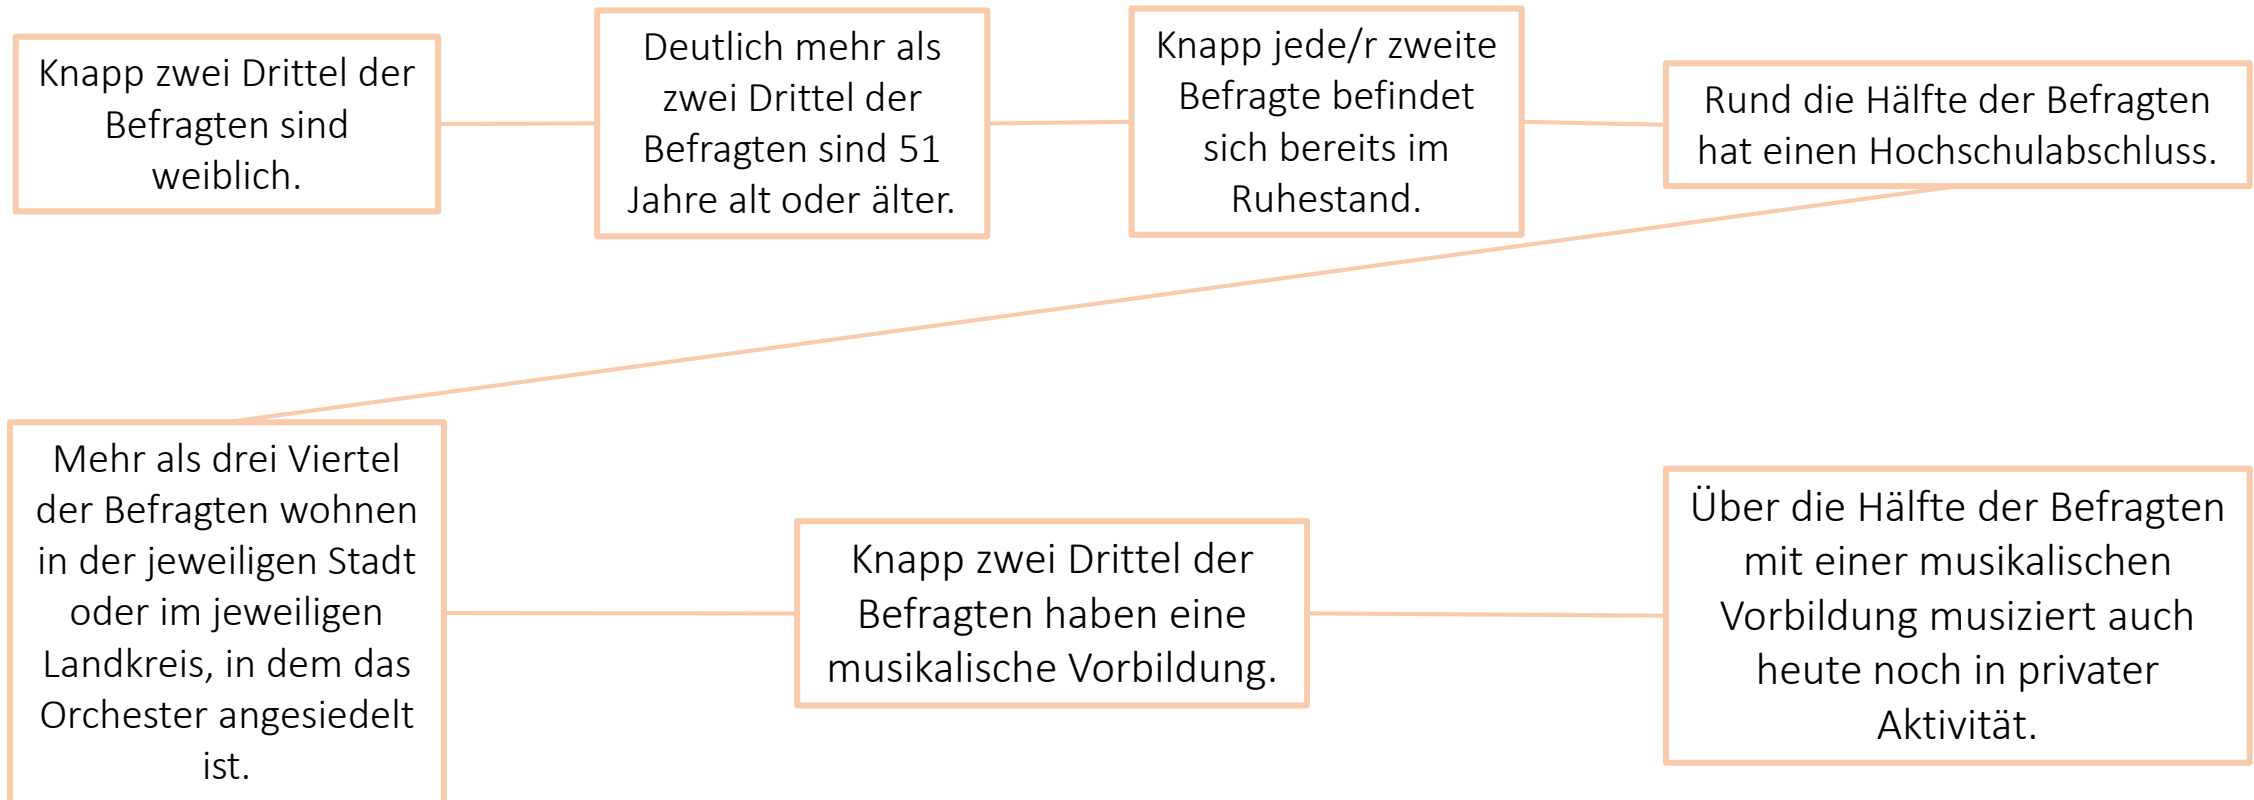 Knapp zwei Drittel der
Befragten sind
weiblich.
Deutlich mehr als
zwei Drittel der
Befragten sind 51
Jahre alt oder älter.
Knapp jede/r zweite
Befragte befindet
sich bereits im
Ruhestand.
Rund die Hälfte der Befragten
hat einen Hochschulabschluss.
Mehr als drei Viertel
der Befragten wohnen
in der jeweiligen Stadt
oder im jeweiligen
Landkreis, in dem das
Orchester angesiedelt
ist.
Knapp zwei Drittel der
Befragten haben eine
musikalische Vorbildung.
Über die Hälfte der Befragten
mit einer musikalischen
Vorbildung musiziert auch
heute noch in privater
Aktivität.